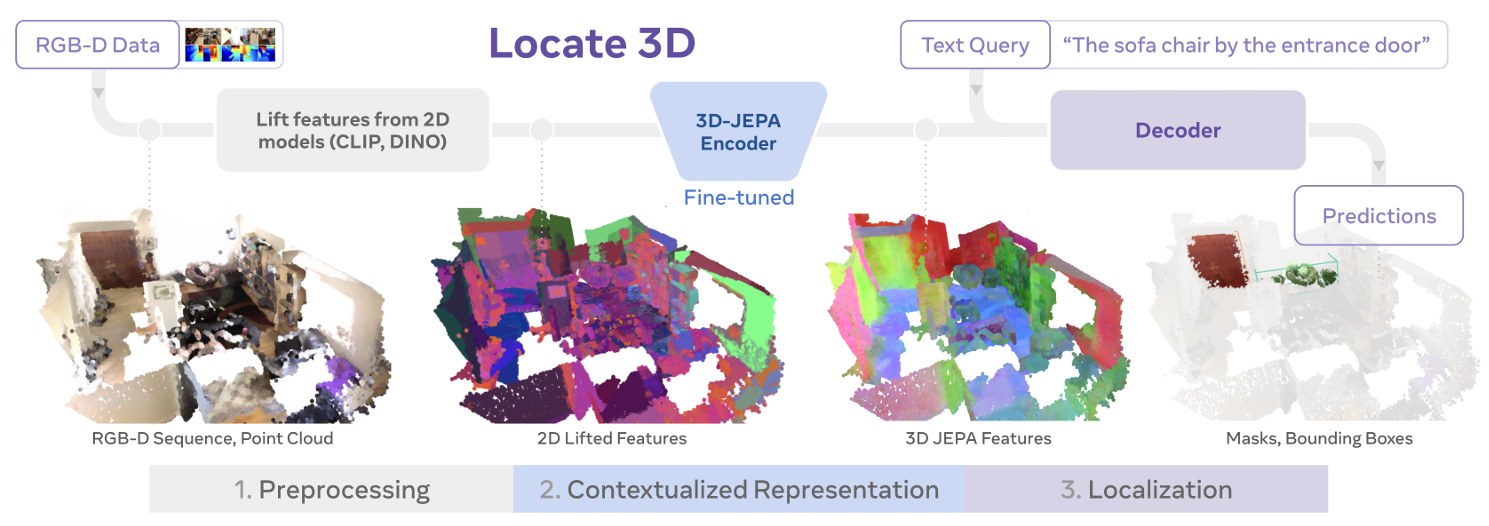 Locate 3D
RGB-D Data
Text Query
“The sofa chair by the entrance door”
Lift features from 2D
models (CLIP, DINO)
3D-JEPA
Encoder
Fine-tuned
Decoder
Predictions
RGB-D Sequence, Point Cloud
2D Lifted Features
3D JEPA Features
Masks, Bounding Boxes
1. Preprocessing
2. Contextualized Representation
3. Localization